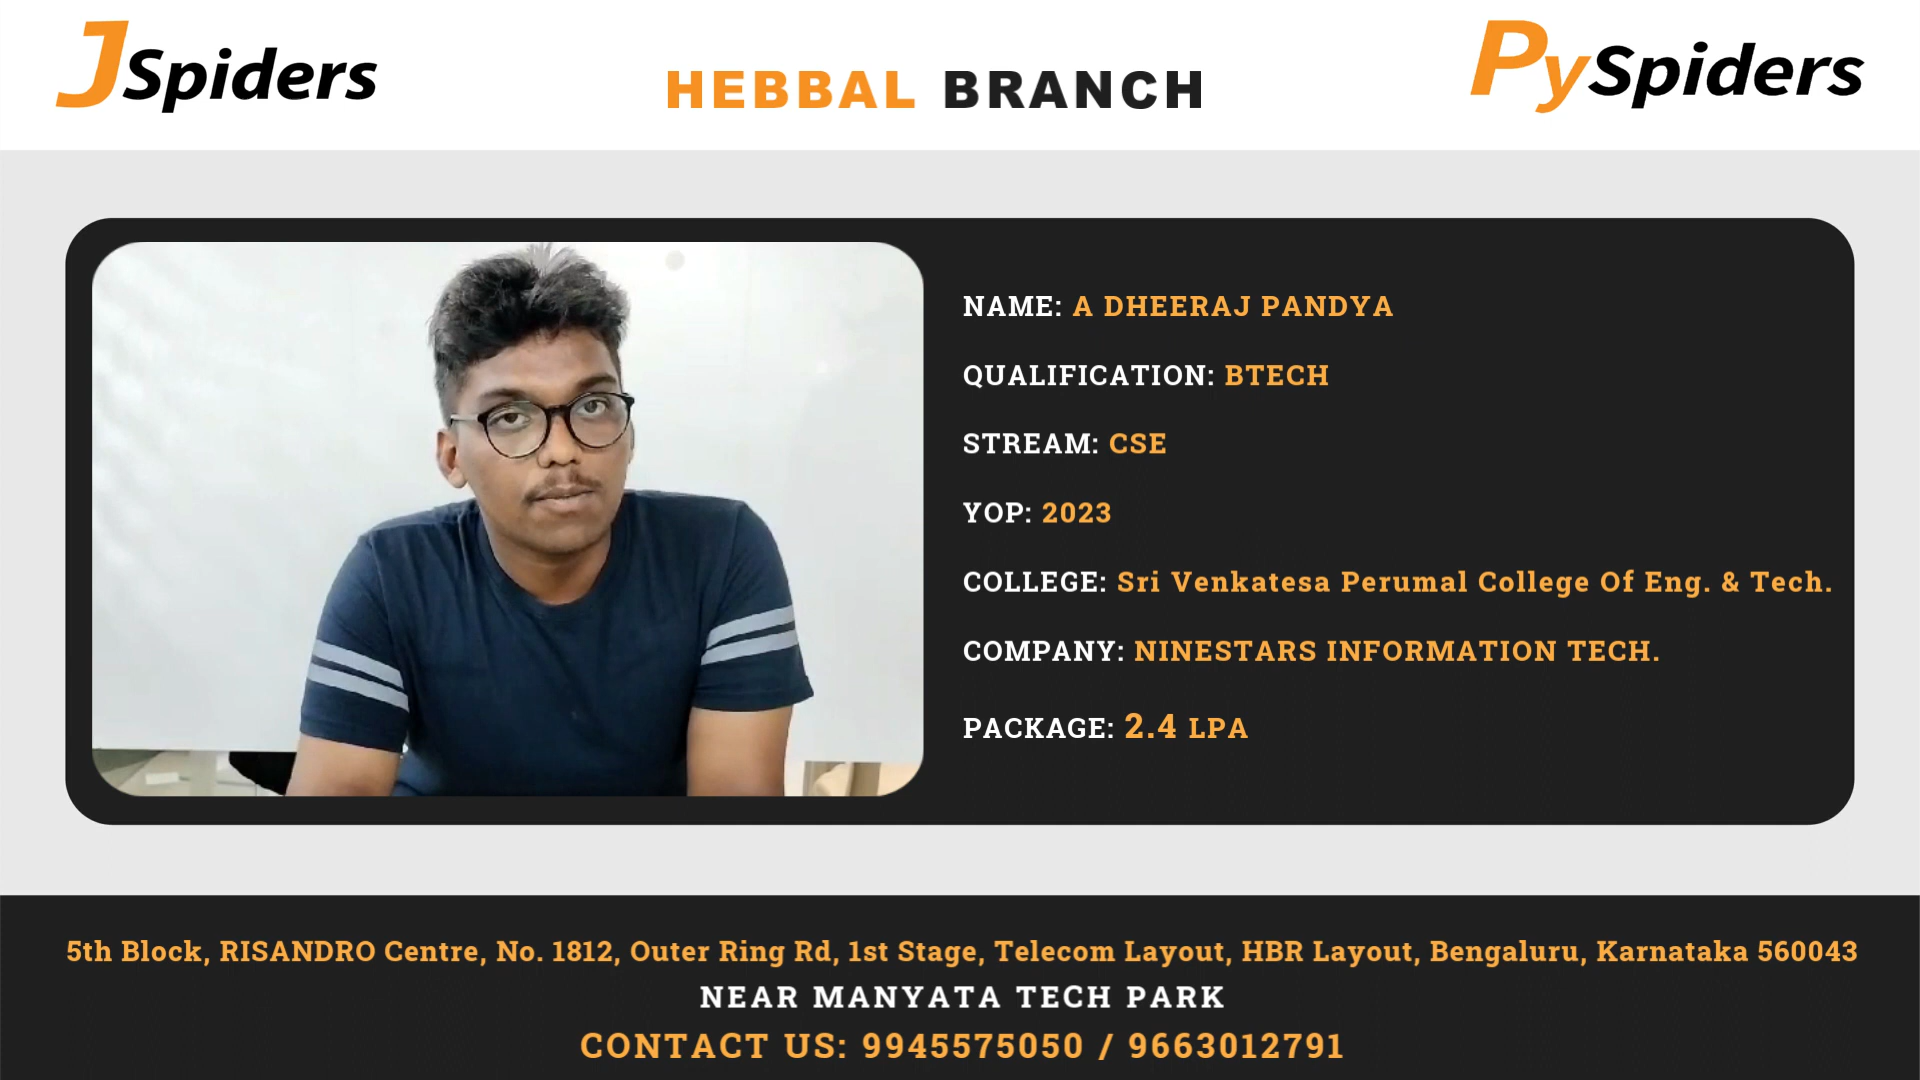 JSpiders
HEBBAL BRANCH
PySpiders
NAME: A DHEERAJ PANDYA
QUALIFICATION: BTECH
STREAM: CSE
YOP: 2023
COLLEGE: Sri Venkatesa Perumal College Of Eng. & Tech.
COMPANY: NINESTARS INFORMATION TECH.
PACKAGE: 2.4 LPA
5th Block, RISANDRO Centre, No. 1812, Outer Ring Rd, 1st Stage, Telecom Layout, HBR Layout, Bengaluru, Karnataka 560043
NEAR MANYATA TECH PARK
CONTACT US: 9945575050 / 9663012791